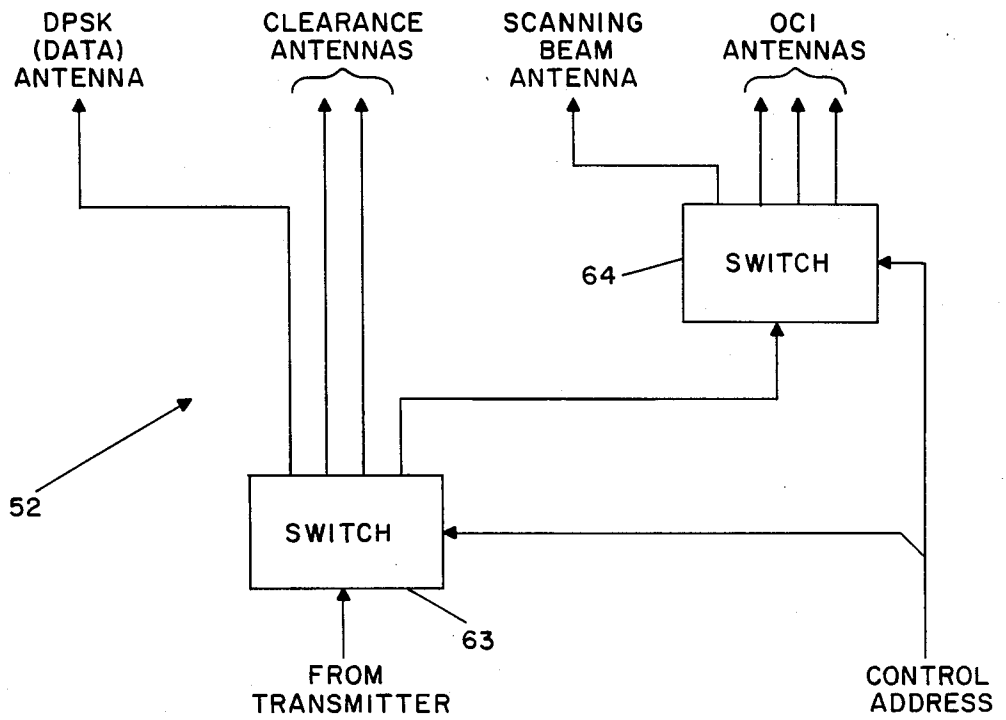 DPSK
(DATA)
ANTENNA
CLEARANCE
ANTENNAS
SCANNING
BEAM
ANTENNA
OCI
ANTENNAS
SWITCH
64
52
SWITCH
63
FROM
TRANSMITTER
CONTROL
ADDRESS